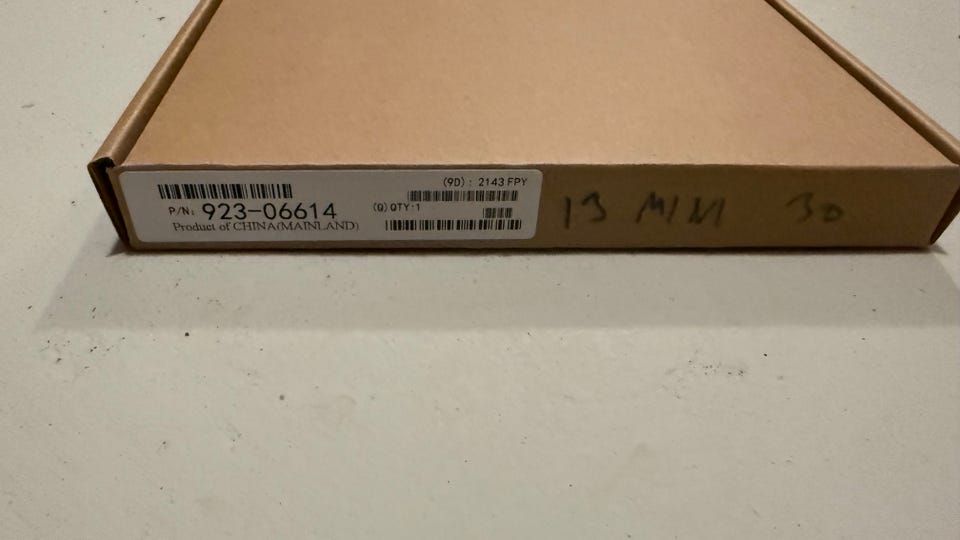 (9D) : 2143 FPY
P/N: 923-06614
(Q) QTY:1
Product of CHINA(MAINLAND)
13 MINI 30